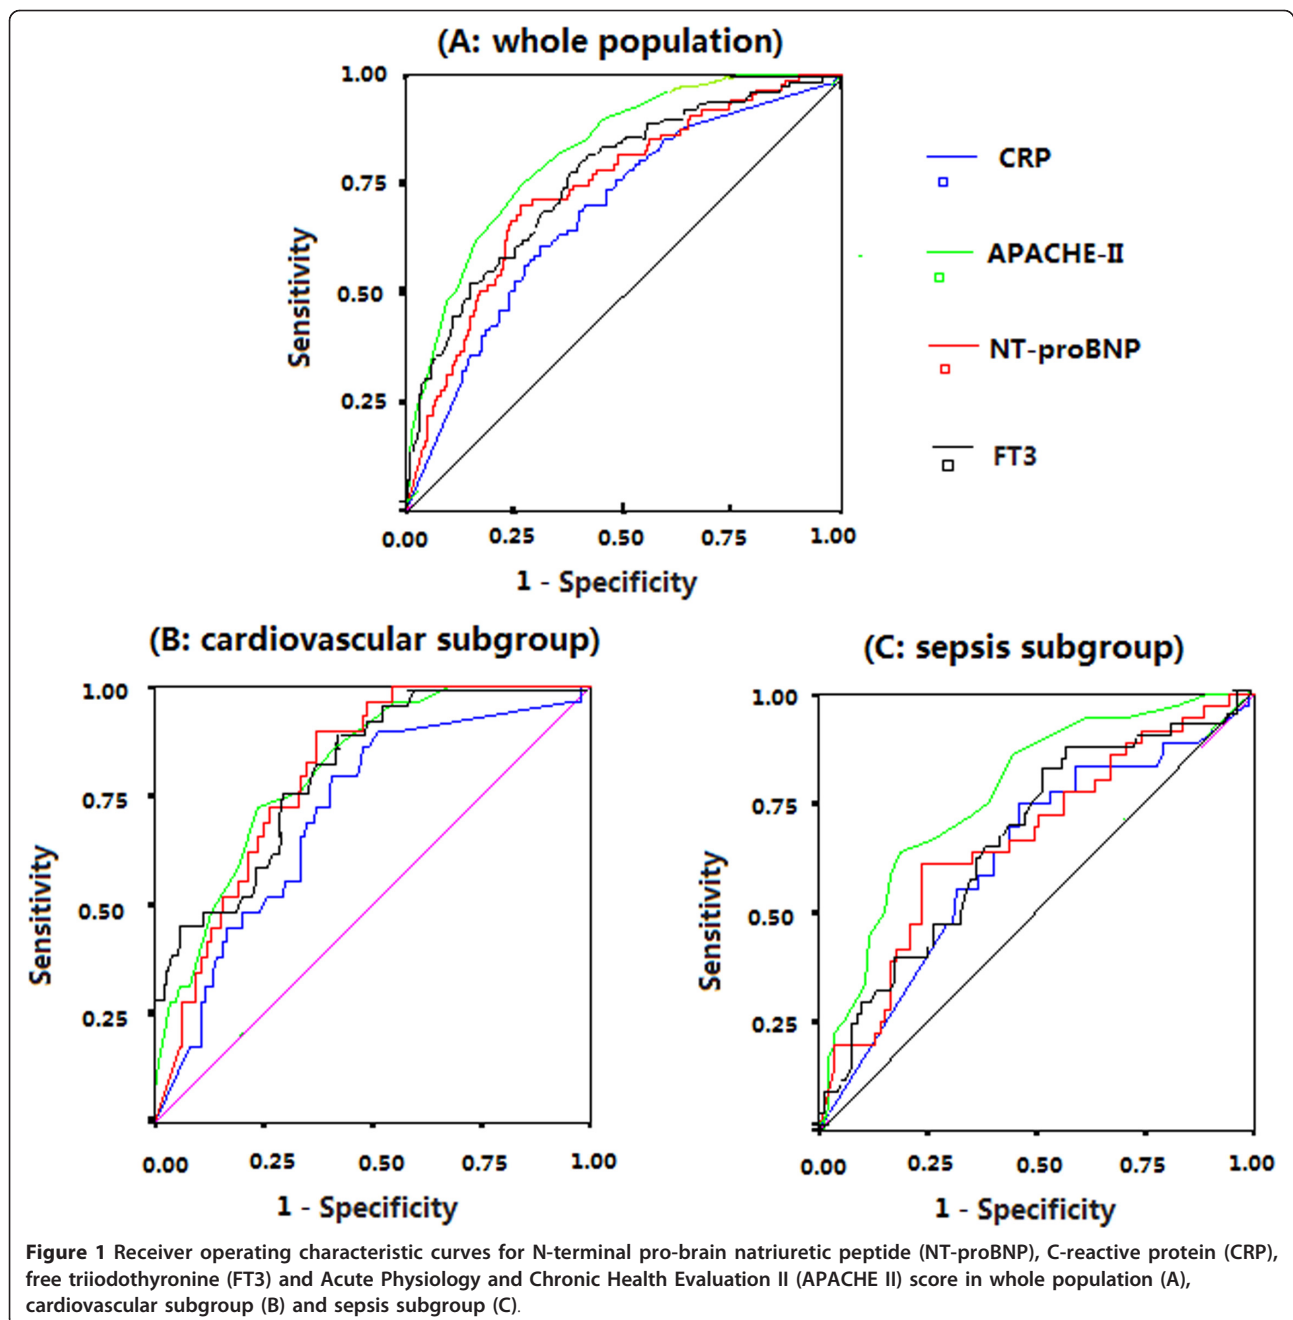 (A: whole population)
1.00
0.75
0.50
0.25
Sensitivity
0.00 0.25 0.50 0.75 1.00
1 - Specificity
CRP
APACHE-II
NT-proBNP
FT3
(B: cardiovascular subgroup)
1.00
0.75
0.50
0.25
Sensitivity
0.00 0.25 0.50 0.75 1.00
1 - Specificity
(C: sepsis subgroup)
1.00
0.75
0.50
0.25
Sensitivity
0.00 0.25 0.50 0.75 1.00
1 - Specificity
Figure 1 Receiver operating characteristic curves for N-terminal pro-brain natriuretic peptide (NT-proBNP), C-reactive protein (CRP),
free triiodothyronine (FT3) and Acute Physiology and Chronic Health Evaluation II (APACHE II) score in whole population (A),
cardiovascular subgroup (B) and sepsis subgroup (C).